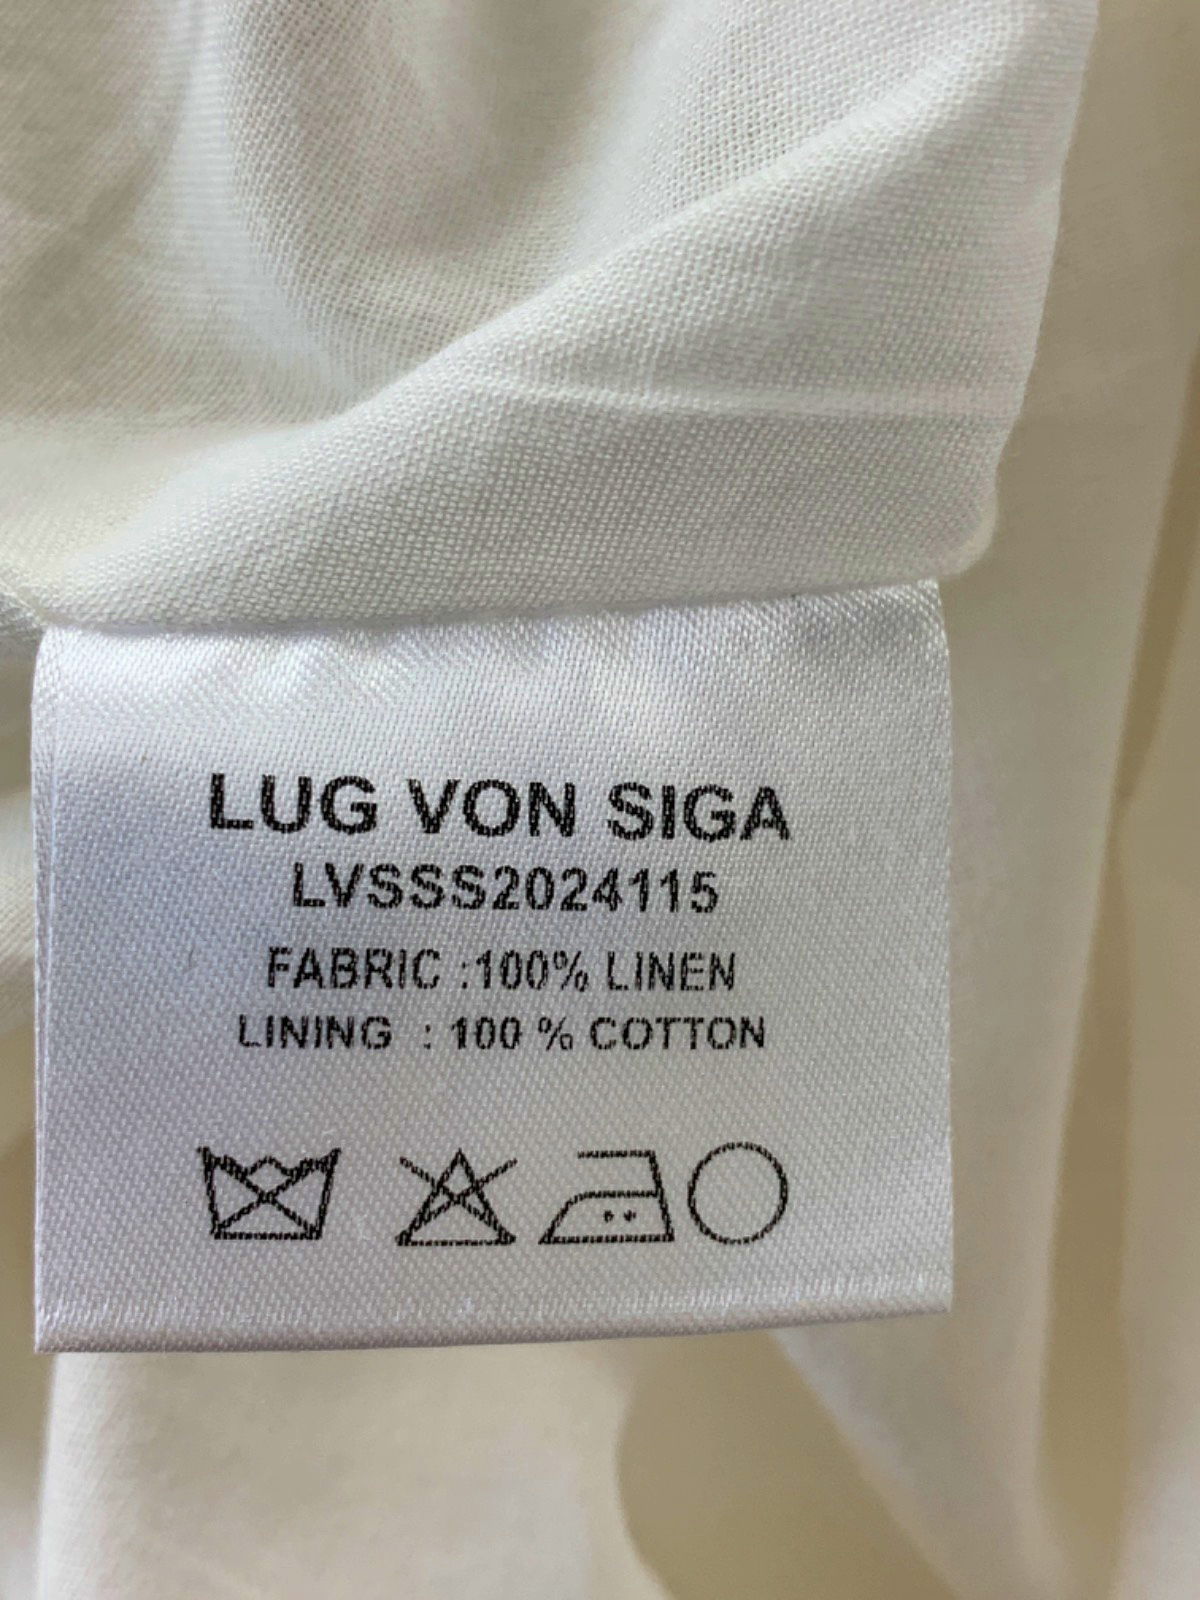 LUG VON SIGA
LVSSS2024115
FABRIC :100% LINEN
LINING : 100 % COTTON